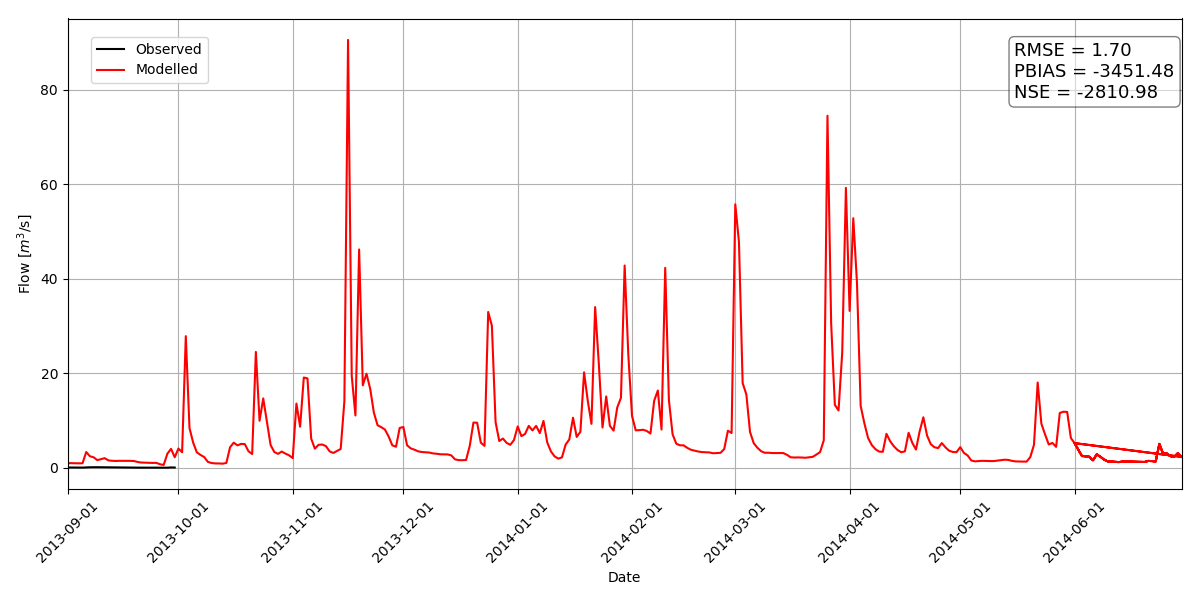 Observed
Modelled
RMSE = 1.70
PBIAS = -3451.48
NSE = -2810.98
80
60
40
20
0
Flow [m³/s]
2013-09-01
2013-10-01
2013-11-01
2013-12-01
2014-01-01
2014-02-01
2014-03-01
2014-04-01
2014-05-01
2014-06-01
Date